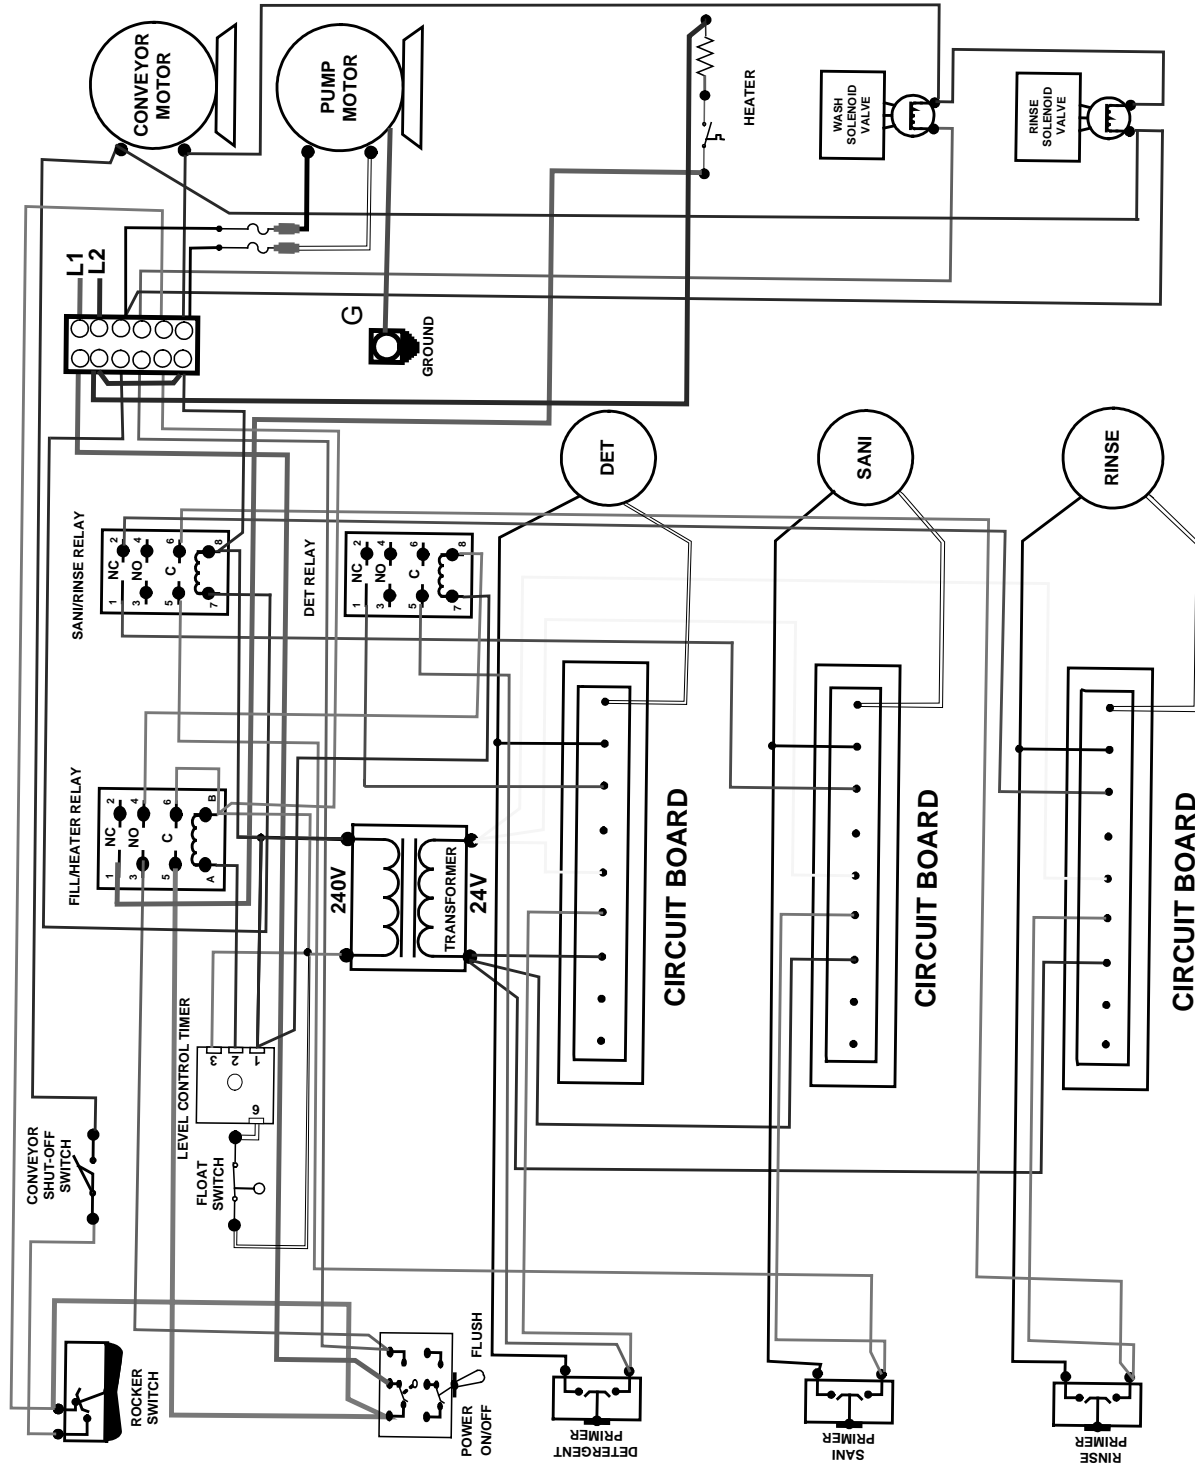 CONVEYOR
MOTOR
PUMP
MOTOR
HEATER
WASH
SOLENOID
VALVE
RINSE
SOLENOID
VALVE
L1
L2
G
GROUND
SANI/RINSE RELAY
1
NC
2
3
NO
4
5
C
6
7
8
DET RELAY
1
NC
2
3
NO
4
5
C
6
7
8
DET
SANI
RINSE
FILL/HEATER RELAY
1
NC
2
3
NO
4
5
C
6
A
B
240V
TRANSFORMER
24V
CIRCUIT BOARD
CIRCUIT BOARD
CIRCUIT BOARD
LEVEL CONTROL TIMER
3
2
1
6
CONVEYOR
SHUT-OFF
SWITCH
FLOAT
SWITCH
ROCKER
SWITCH
FLUSH
POWER
ON/OFF
DETERGENT
PRIMER
SANI
PRIMER
RINSE
PRIMER